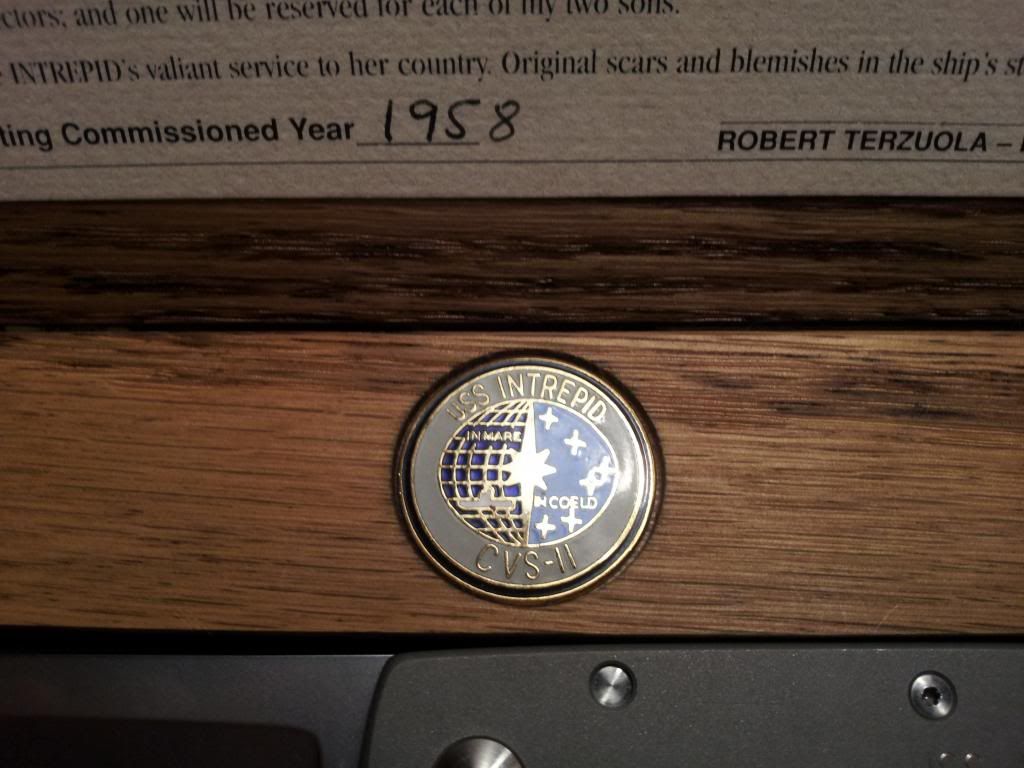 ctors; and one will be reserved for each of my two sons.
INTREPID's valiant service to her country. Original scars and blemishes in the ship's st
ting Commissioned Year 1958
ROBERT TERZUOLA –
USS INTREPID
IN MARE
IN COELO
CVS-11